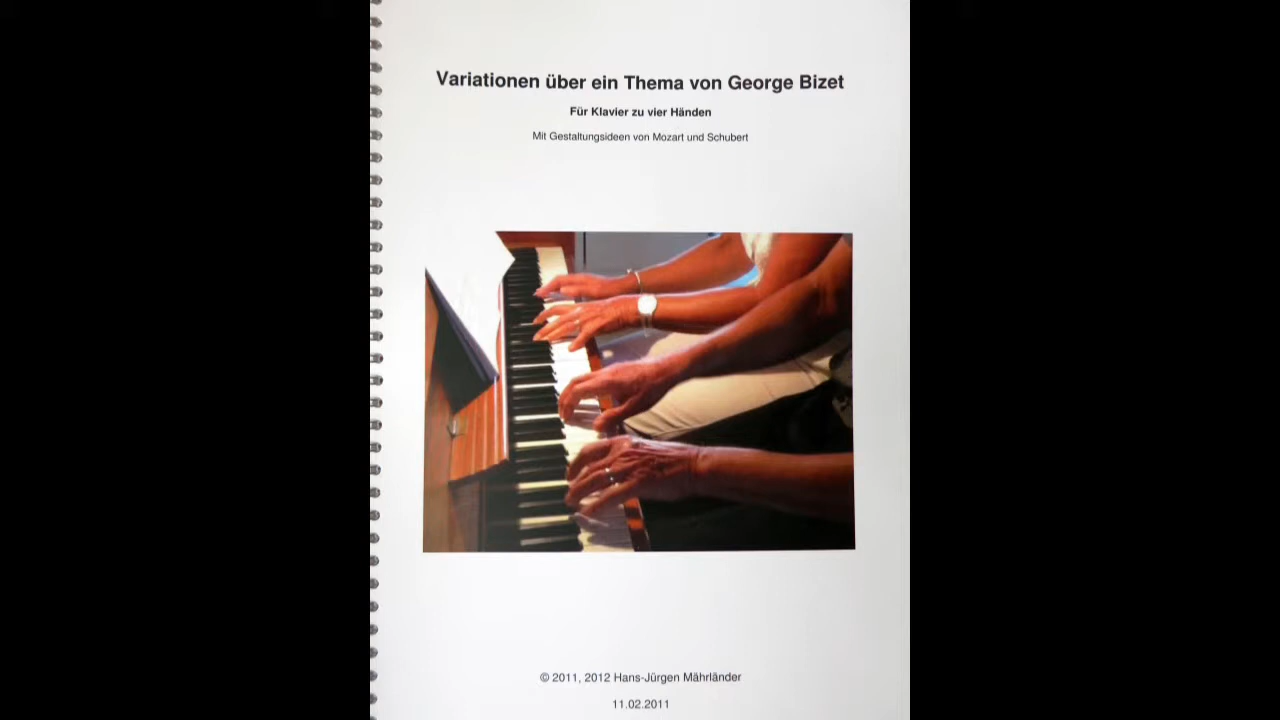 Variationen über ein Thema von George Bizet
Für Klavier zu vier Händen
Mit Gestaltungsideen von Mozart und Schubert
© 2011, 2012 Hans-Jürgen Mährländer
11.02.2011